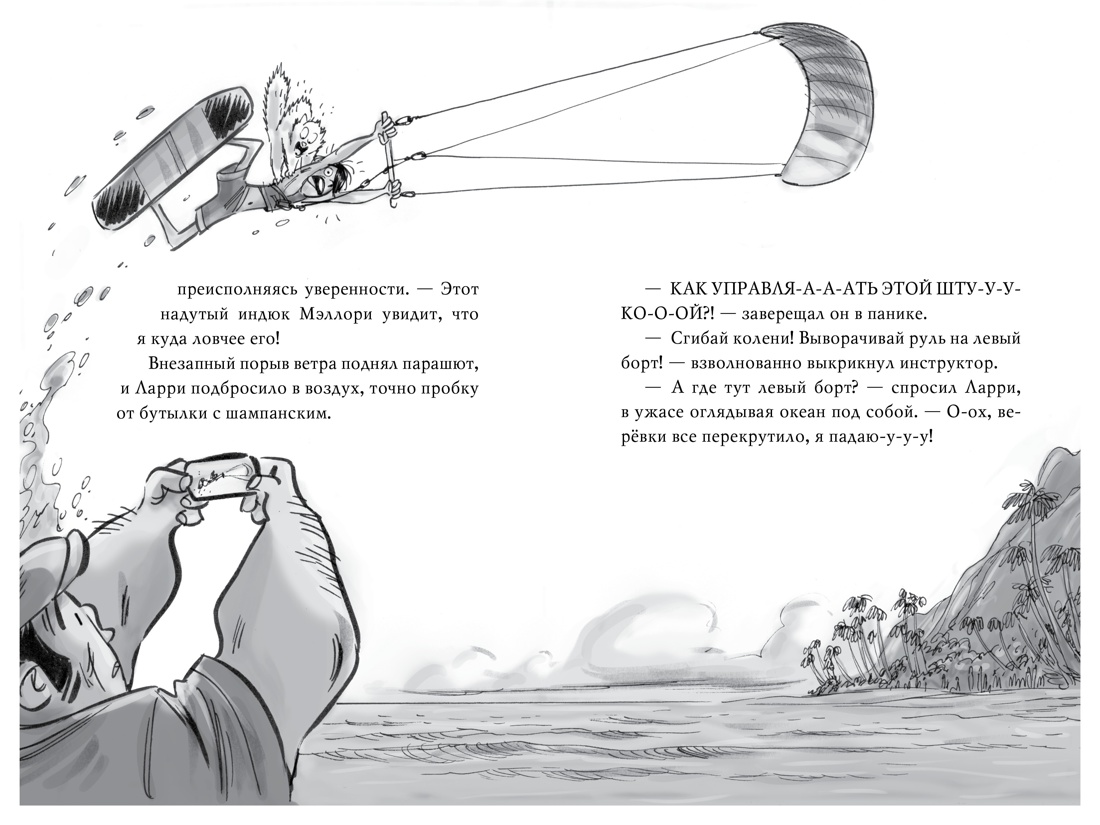 преисполняясь уверенности. — Этот
надутый индюк Мэллори увидит, что
я куда ловчее его!
Внезапный порыв ветра поднял парашют,
и Ларри подбросило в воздух, точно пробку
от бутылки с шампанским.
— КАК УПРАВЛЯ-А-А-АТЬ ЭТОЙ ШТУ-У-У-
КО-О-ОЙ?! — заверещал он в панике.
— Сгибай колени! Выворачивай руль на левый
борт! — взволнованно выкрикнул инструктор.
— А где тут левый борт? — спросил Ларри,
в ужасе оглядывая океан под собой. — О-ох, ве-
рёвки все перекрутило, я падаю-у-у-у!